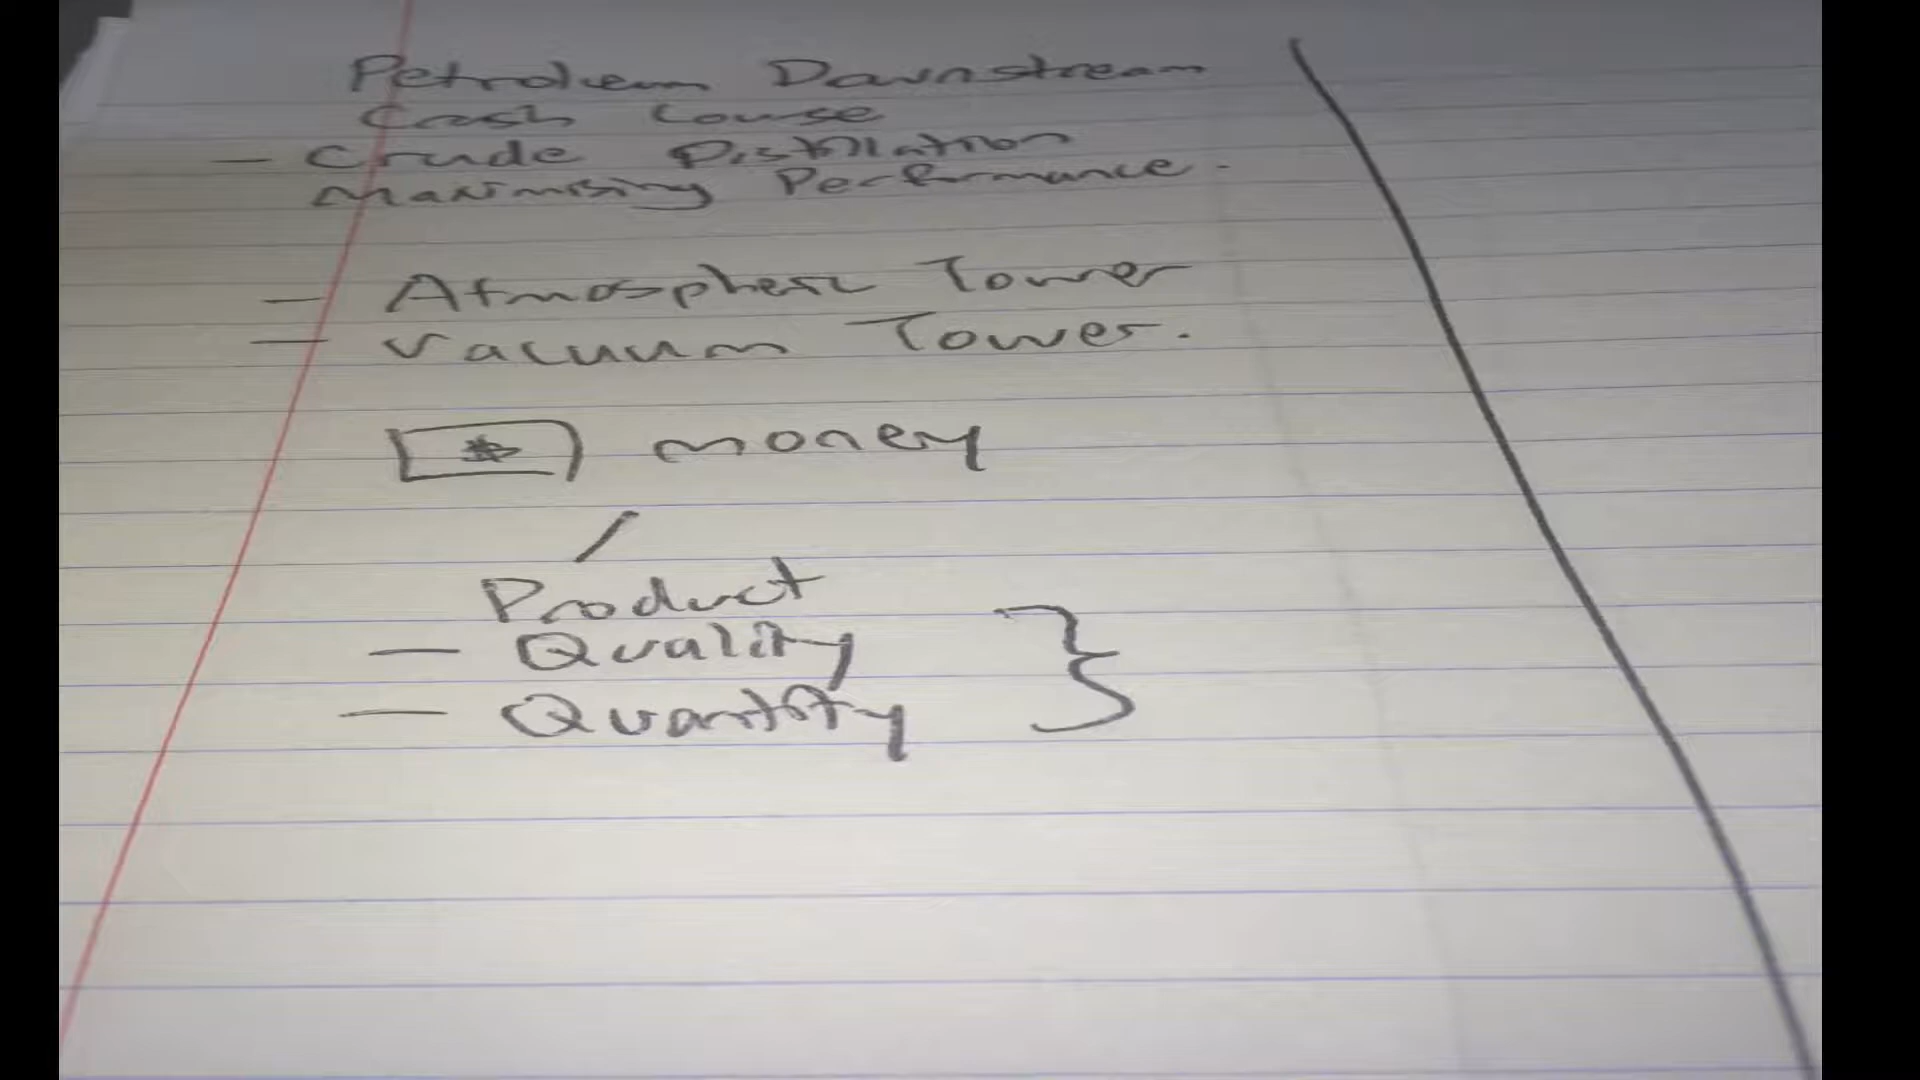 Petroleum Downstream
Crash Course
- Crude Distillation
Maximising Performance.
- Atmospheric Tower
- Vacuum Tower.
$ money
Product
- Quality
- Quantity